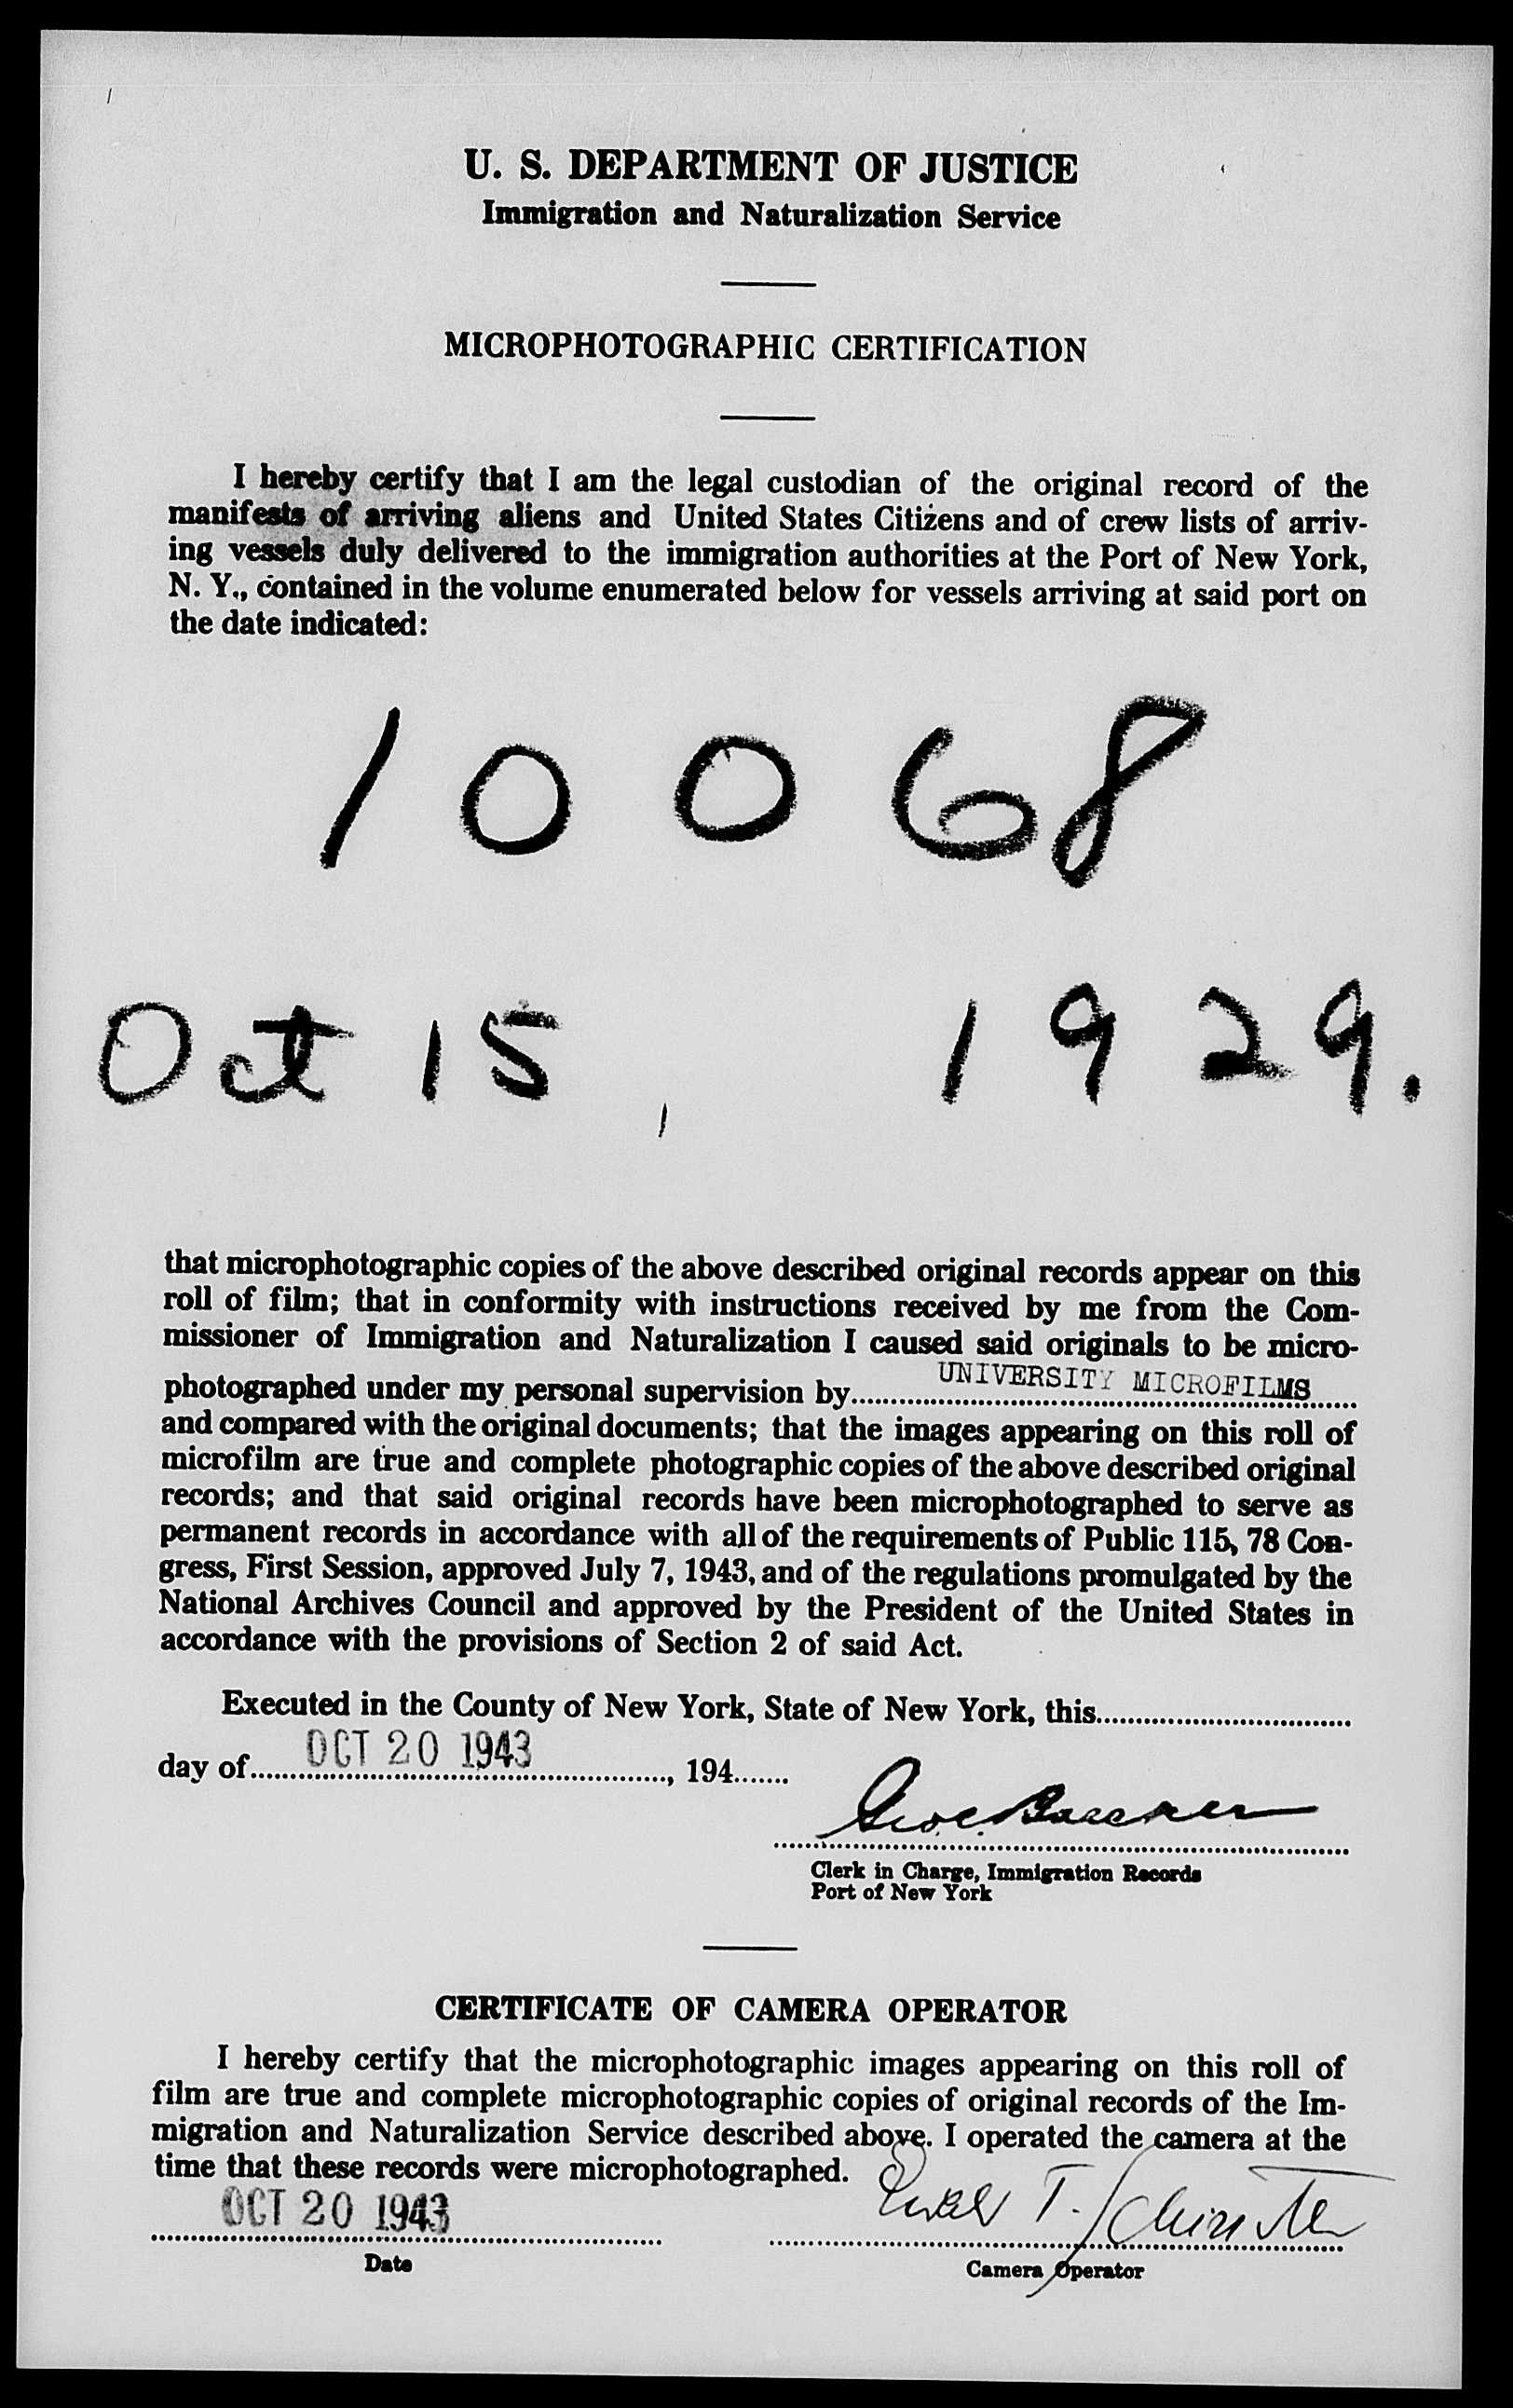 U. S. DEPARTMENT OF JUSTICE
Immigration and Naturalization Service
MICROPHOTOGRAPHIC CERTIFICATION
I hereby certify that I am the legal custodian of the original record of the
manifests of arriving aliens and United States Citizens and of crew lists of arriv-
ing vessels duly delivered to the immigration authorities at the Port of New York,
N. Y., contained in the volume enumerated below for vessels arriving at said port on
the date indicated:
10068
Oct 15, 1929.
that microphotographic copies of the above described original records appear on this
roll of film; that in conformity with instructions received by me from the Com-
missioner of Immigration and Naturalization I caused said originals to be micro-
photographed under my personal supervision by UNIVERSITY MICROFILMS
and compared with the original documents; that the images appearing on this roll of
microfilm are true and complete photographic copies of the above described original
records; and that said original records have been microphotographed to serve as
permanent records in accordance with all of the requirements of Public 115, 78 Con-
gress, First Session, approved July 7, 1943, and of the regulations promulgated by the
National Archives Council and approved by the President of the United States in
accordance with the provisions of Section 2 of said Act.
Executed in the County of New York, State of New York, this
day of OCT 20 1943, 194
Clerk in Charge, Immigration Records
Port of New York
CERTIFICATE OF CAMERA OPERATOR
I hereby certify that the microphotographic images appearing on this roll of
film are true and complete microphotographic copies of original records of the Im-
migration and Naturalization Service described above. I operated the camera at the
time that these records were microphotographed.
OCT 20 1943 T.
Date
Camera Operator